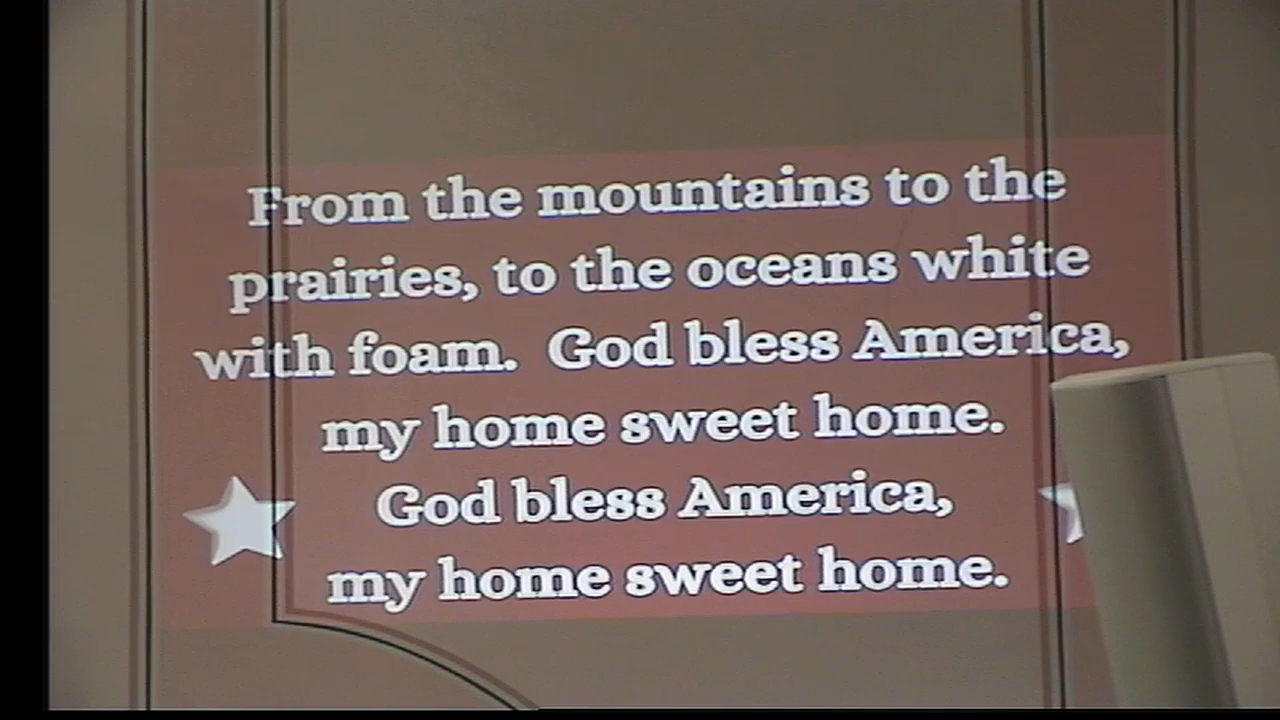 From the mountains to the
prairies, to the oceans white
with foam.  God bless America,
my home sweet home.
God bless America,
my home sweet home.